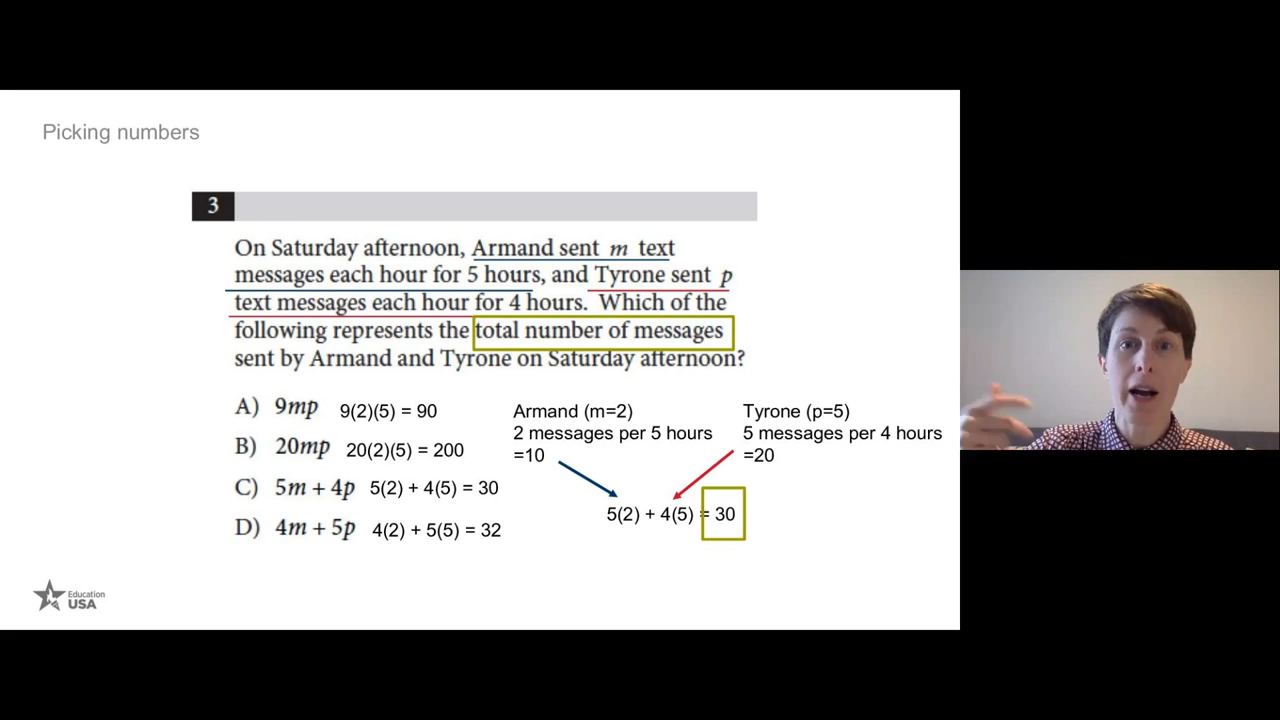 Picking numbers
3
On Saturday afternoon, Armand sent m text
messages each hour for 5 hours, and Tyrone sent p
text messages each hour for 4 hours. Which of the
following represents the total number of messages
sent by Armand and Tyrone on Saturday afternoon?
A) 9mp 9(2)(5) = 90
B) 20mp 20(2)(5) = 200
C) 5m + 4p 5(2) + 4(5) = 30
D) 4m + 5p 4(2) + 5(5) = 32
Armand (m=2)
2 messages per 5 hours
=10
Tyrone (p=5)
5 messages per 4 hours
=20
5(2) + 4(5) = 30
Education
USA